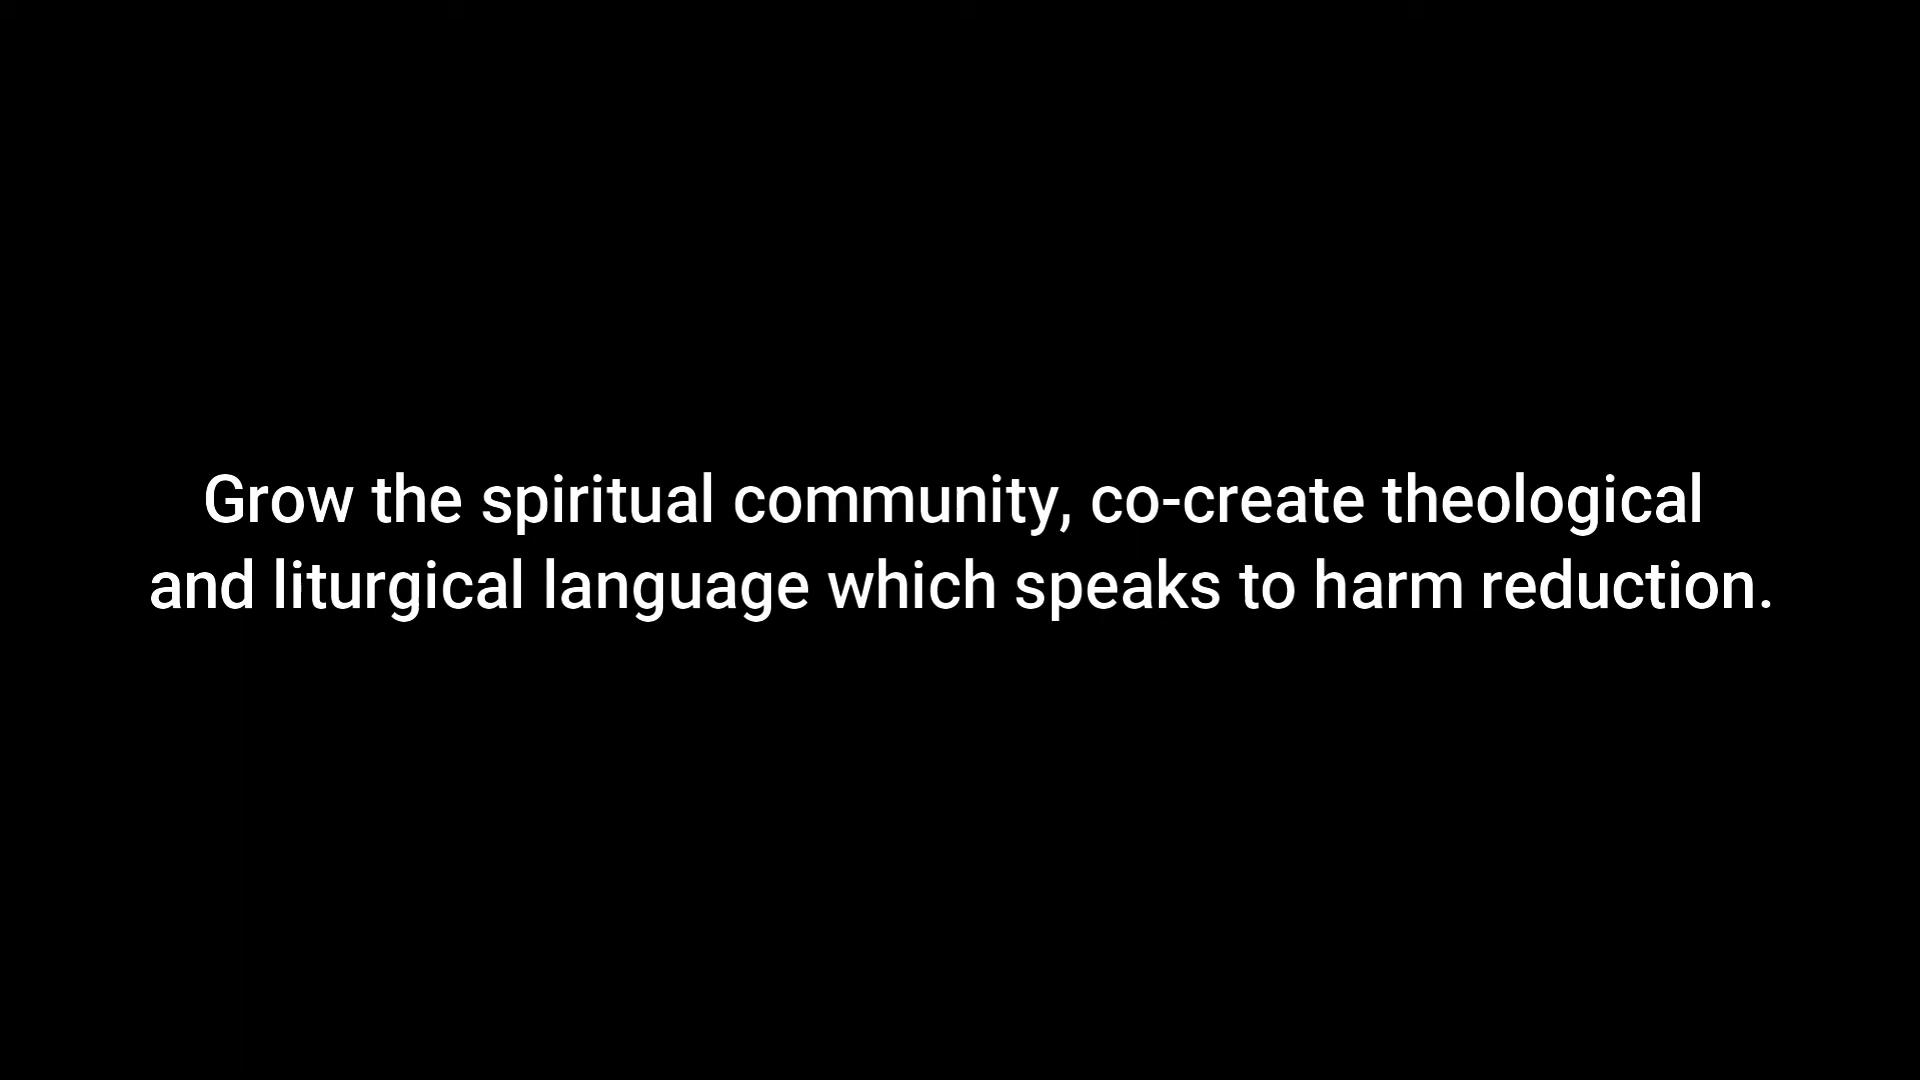 Grow the spiritual community, co-create theological
and liturgical language which speaks to harm reduction.